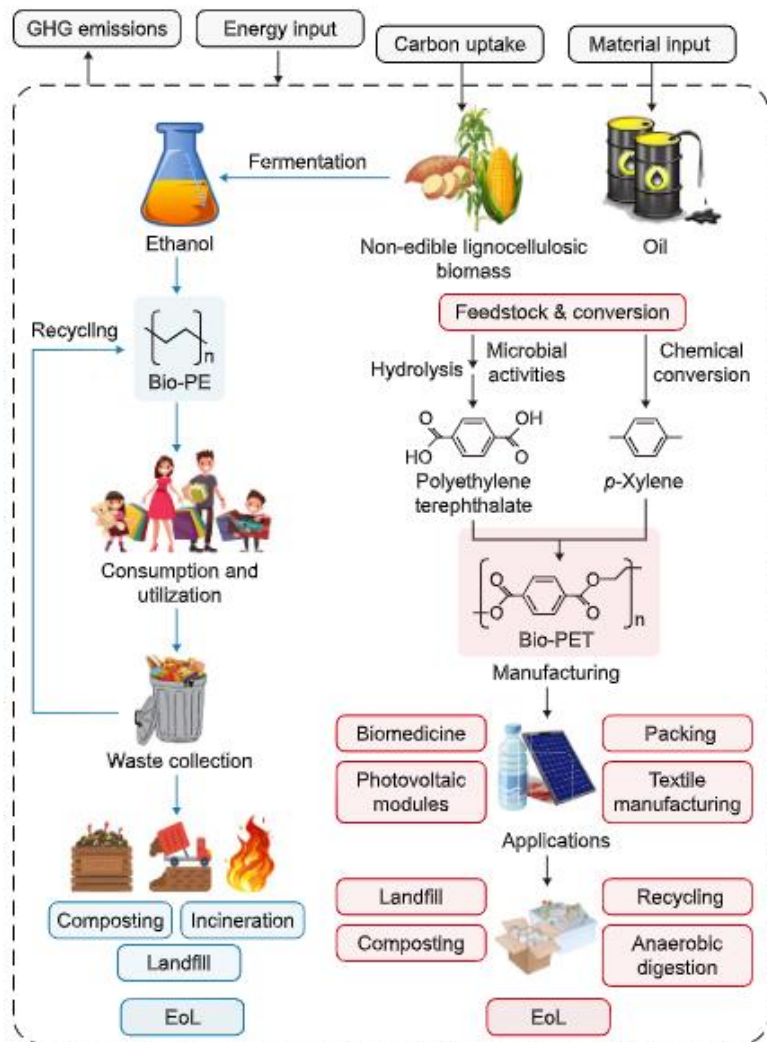 GHG emissions
Energy input
Carbon uptake
Material input
Fermentation
Ethanol
Non-edible lignocellulosic
biomass
Oil
Recycling
n
Bio-PE
Feedstock & conversion
Hydrolysis
Microbial
activities
Chemical
conversion
O
OH
HO
O
Polyethylene
terephthalate
p-Xylene
O
O
O
O
n
Bio-PET
Consumption and
utilization
Manufacturing
Waste collection
Biomedicine
Packing
Photovoltaic
modules
Textile
manufacturing
Applications
Composting
Incineration
Landfill
EoL
Landfill
Recycling
Composting
Anaerobic
digestion
EoL